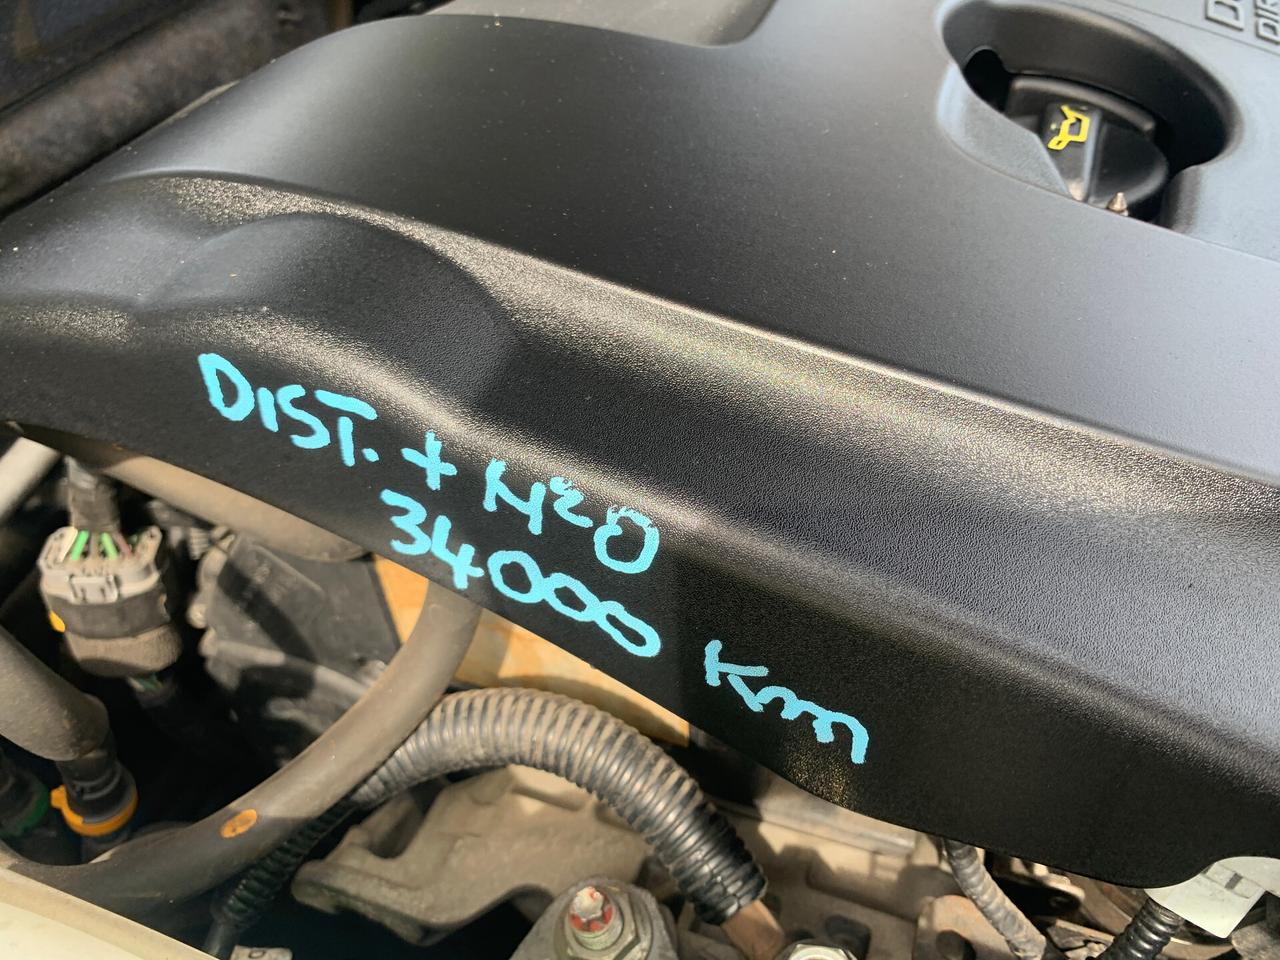 DIST. + H2O
34000 Km